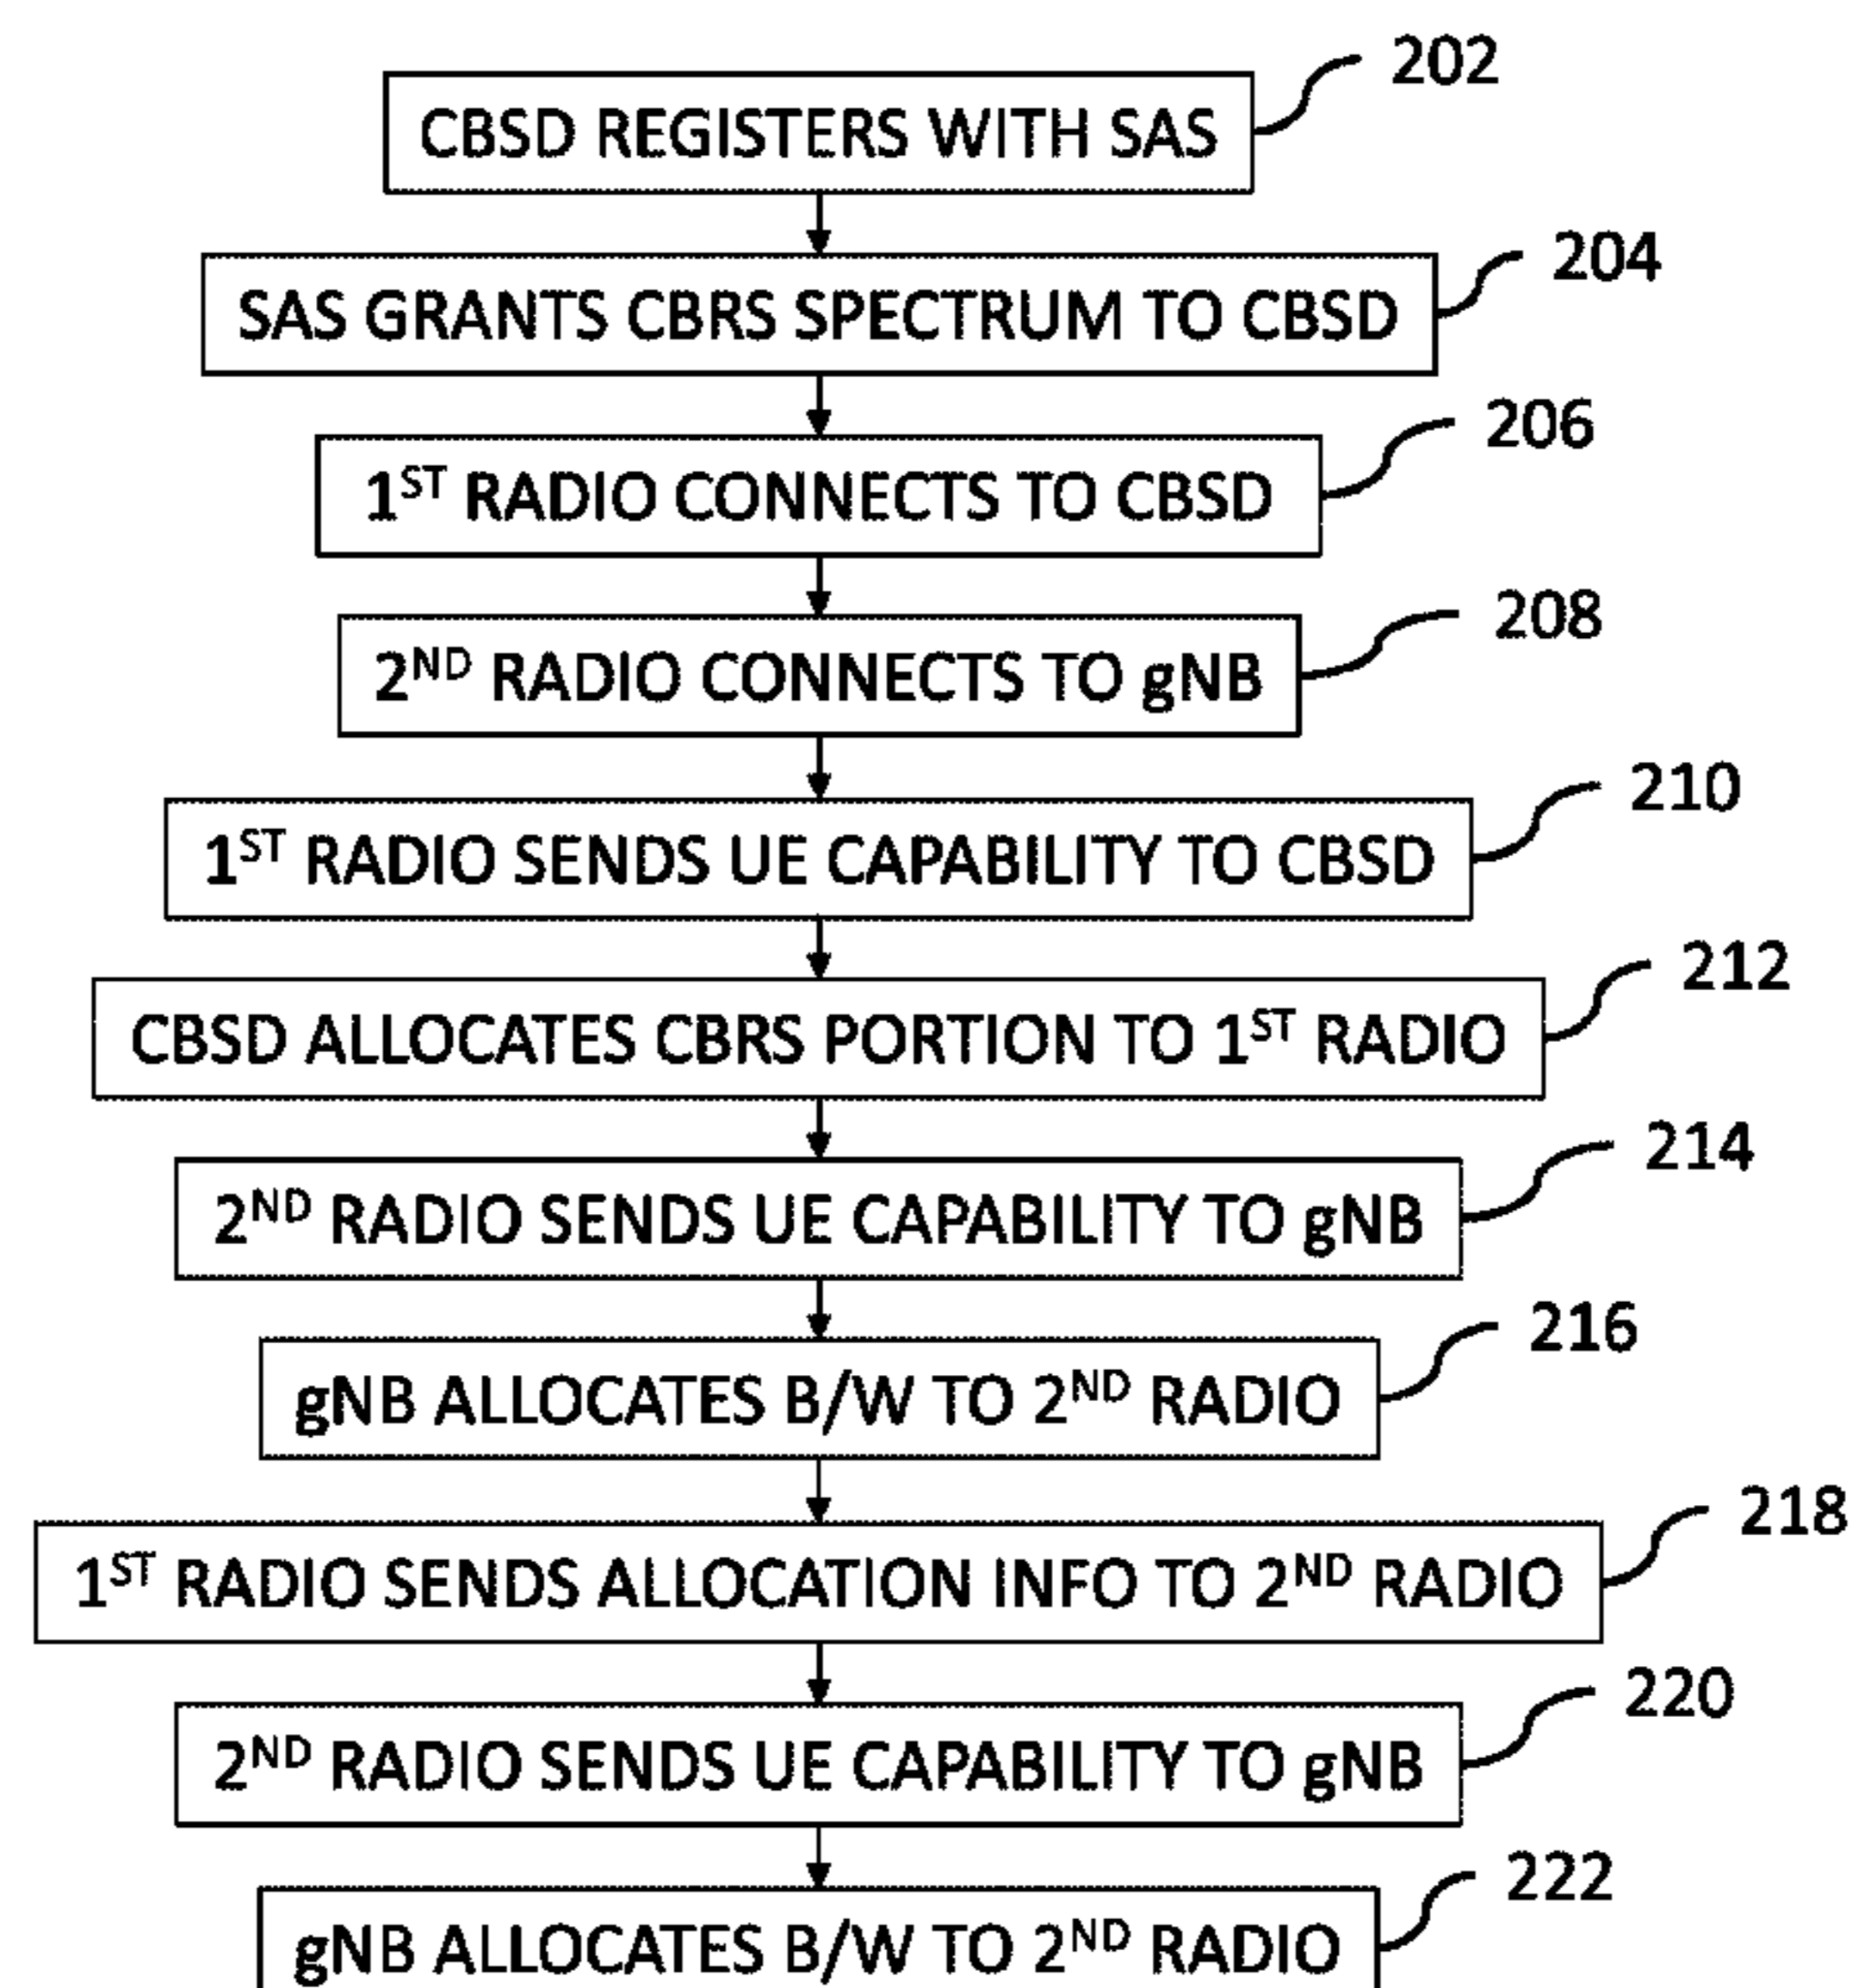 202
CBSD REGISTERS WITH SAS
204
SAS GRANTS CBRS SPECTRUM TO CBSD
206
1ST RADIO CONNECTS TO CBSD
208
2ND RADIO CONNECTS TO gNB
210
1ST RADIO SENDS UE CAPABILITY TO CBSD
212
CBSD ALLOCATES CBRS PORTION TO 1ST RADIO
214
2ND RADIO SENDS UE CAPABILITY TO gNB
216
gNB ALLOCATES B/W TO 2ND RADIO
218
1ST RADIO SENDS ALLOCATION INFO TO 2ND RADIO
220
2ND RADIO SENDS UE CAPABILITY TO gNB
222
gNB ALLOCATES B/W TO 2ND RADIO